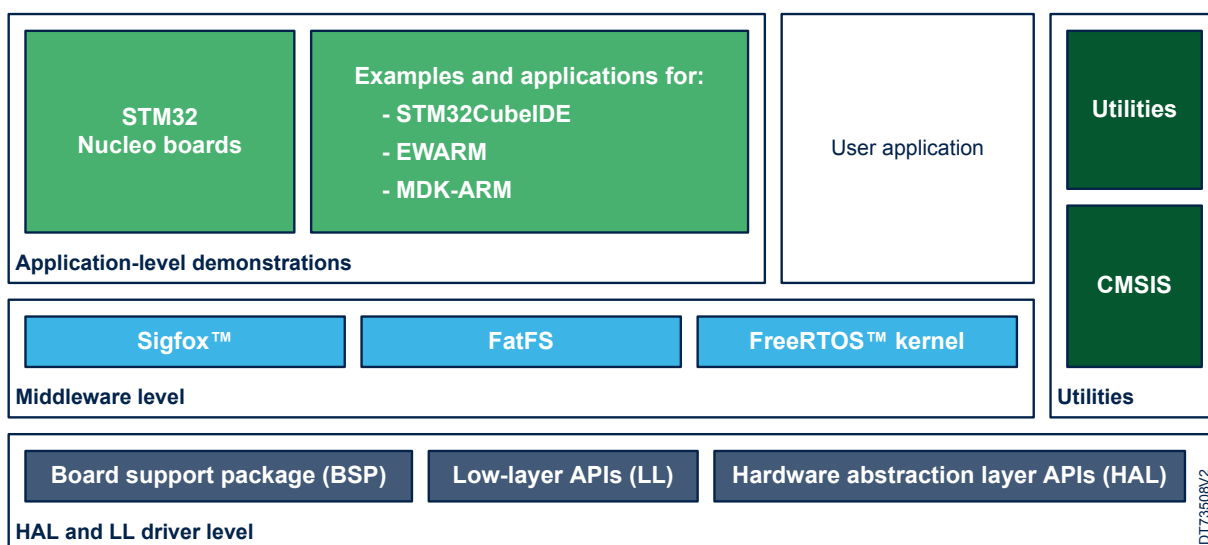 STM32
Nucleo boards
Examples and applications for:
- STM32CubeIDE
- EWARM
- MDK-ARM
Application-level demonstrations
User application
Utilities
CMSIS
Utilities
Sigfox™
FatFS
FreeRTOS™ kernel
Middleware level
Board support package (BSP)
Low-layer APIs (LL)
Hardware abstraction layer APIs (HAL)
HAL and LL driver level
DT73508V2